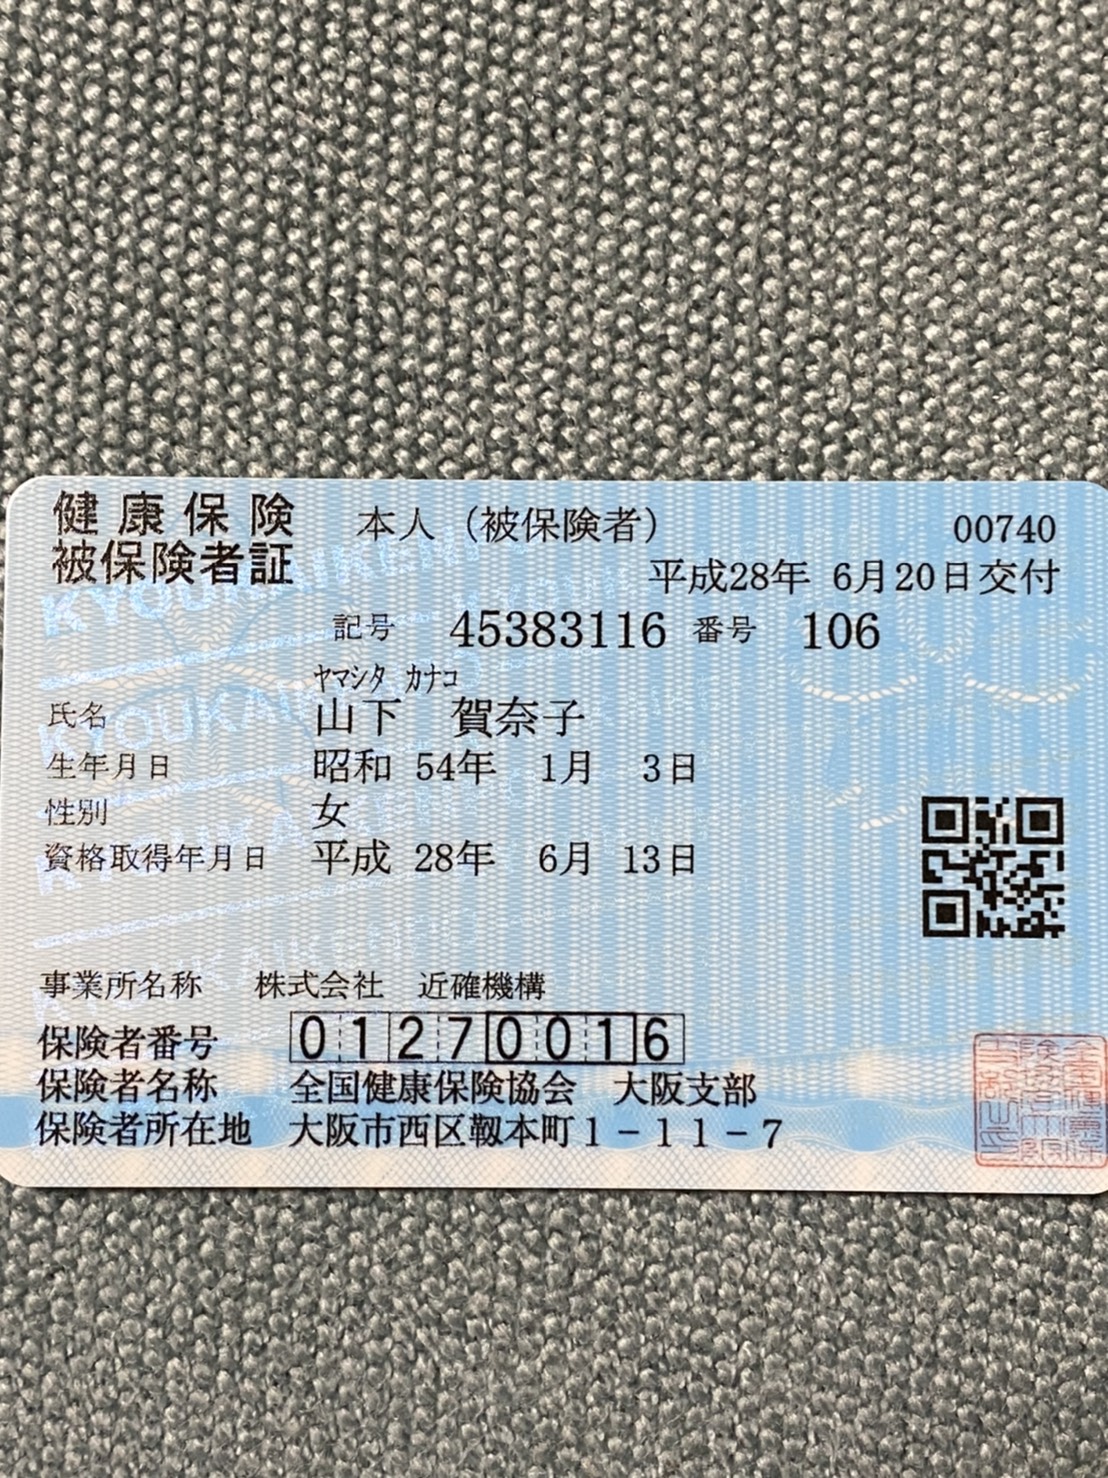 健康保険
被保険者証
本人（被保険者）
00740
平成28年 6月20日交付
記号 45383116 番号 106
ﾔﾏｼﾀ ｶﾅｺ
氏名 山下 賀奈子
生年月日 昭和 54年 1月 3日
性別 女
資格取得年月日 平成 28年 6月 13日
事業所名称 株式会社 近確機構
保険者番号 01270016
保険者名称 全国健康保険協会 大阪支部
保険者所在地 大阪市西区靱本町1－11－7